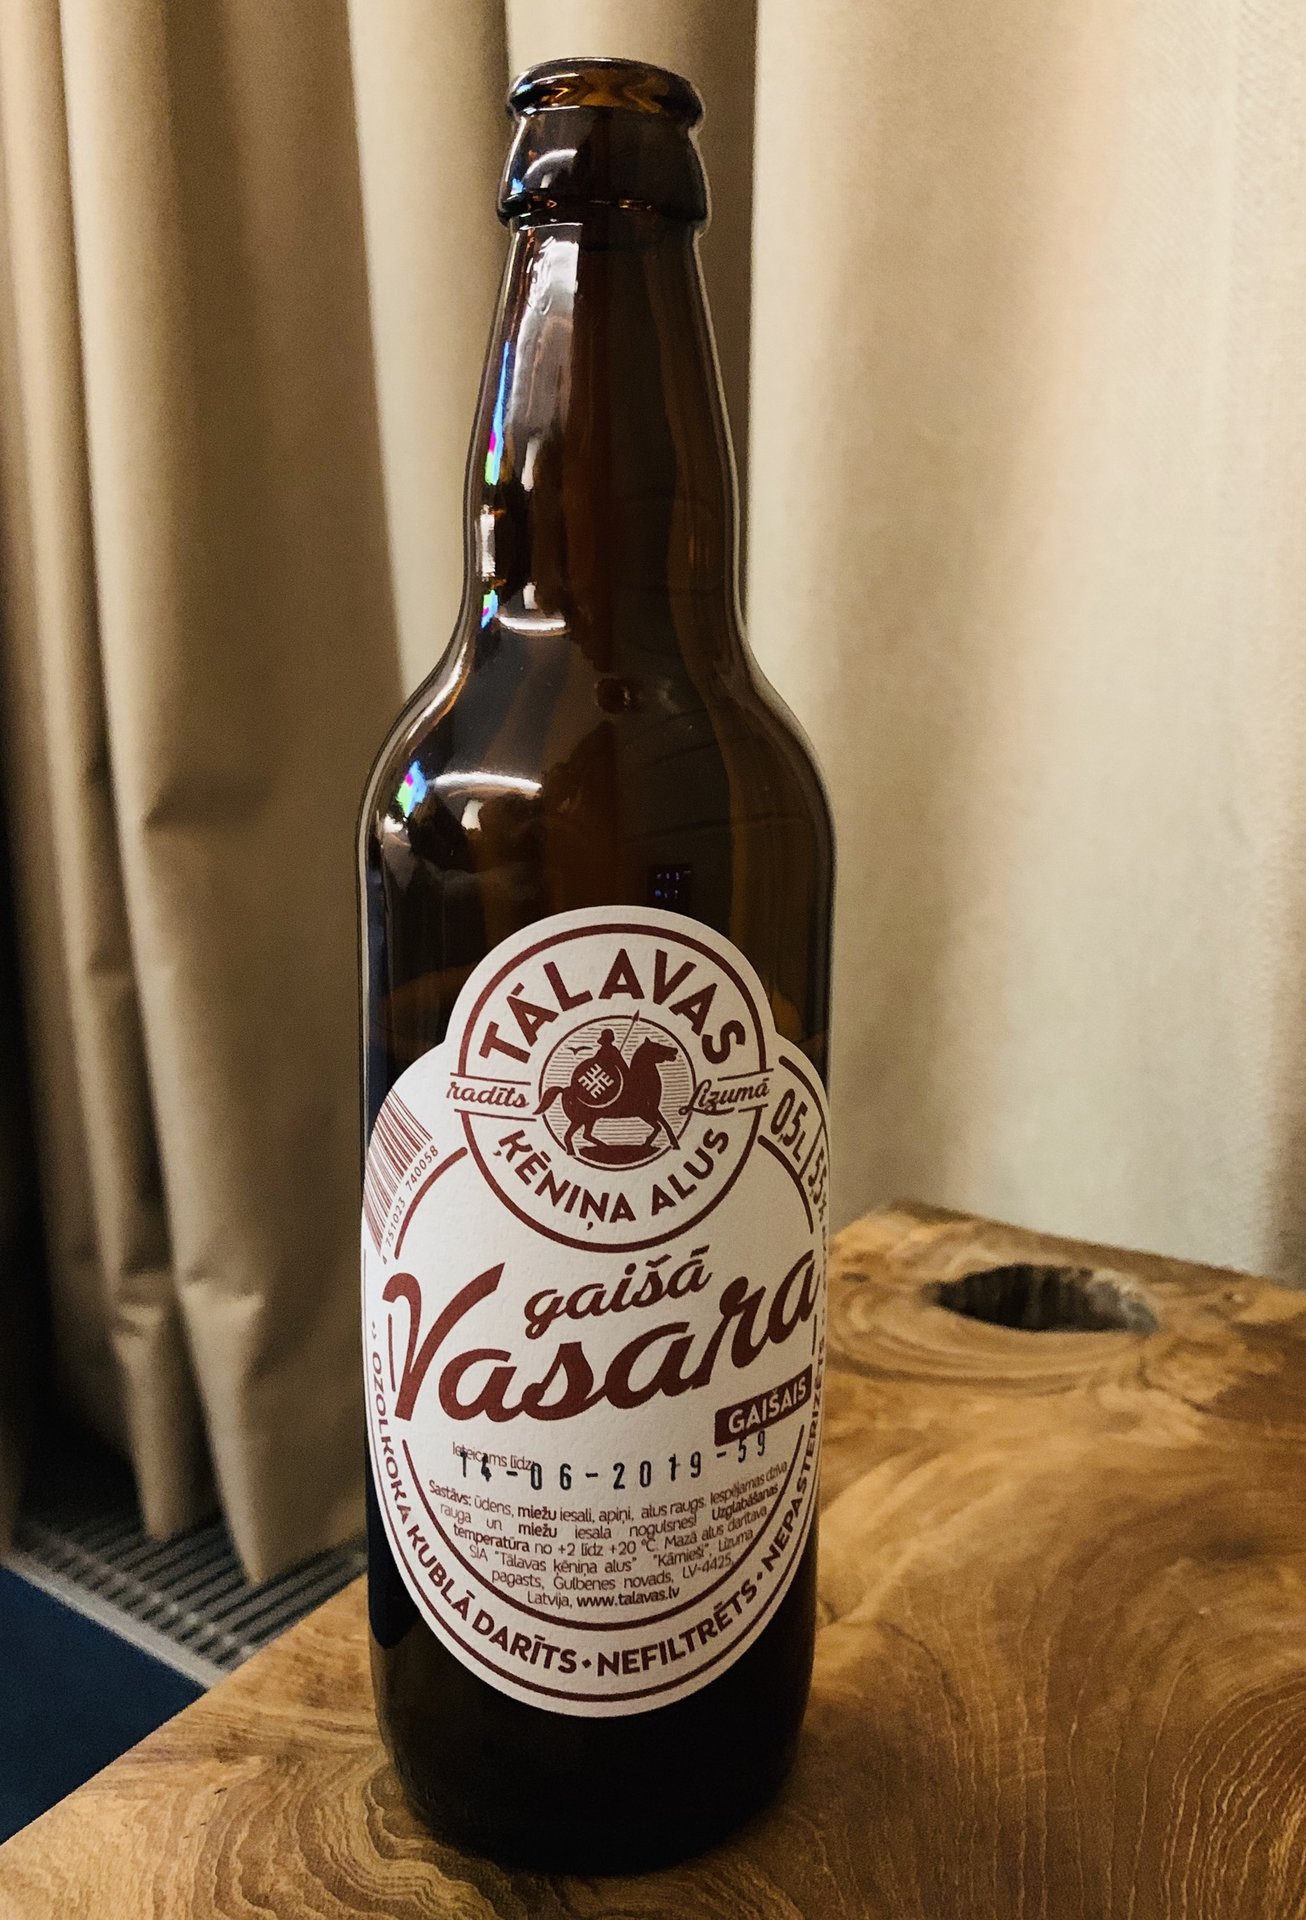 TĀLAVAS
radīts Lizumā
ĶĒNIŅA ALUS
0,5L
751023 740058
gaišā
Vasara
GAIŠAIS
Ieteicams līdz:
14-06-2019-59
Sastāvs: ūdens, miežu iesali, apiņi, alus raugs. Iespējamas dzīva
rauga un miežu iesala nogulsnes! Uzglabāšanas
temperatūra no +2 līdz +20 °C. Mazā alus darītava
SIA "Tālavas ķēniņa alus" "Kāmieši", Lizuma
pagasts, Gulbenes novads, LV-4425,
Latvija, www.talavas.lv
OZOLKOKA KUBLĀ DARĪTS • NEFILTRĒTS • NEPASTERIZĒTS